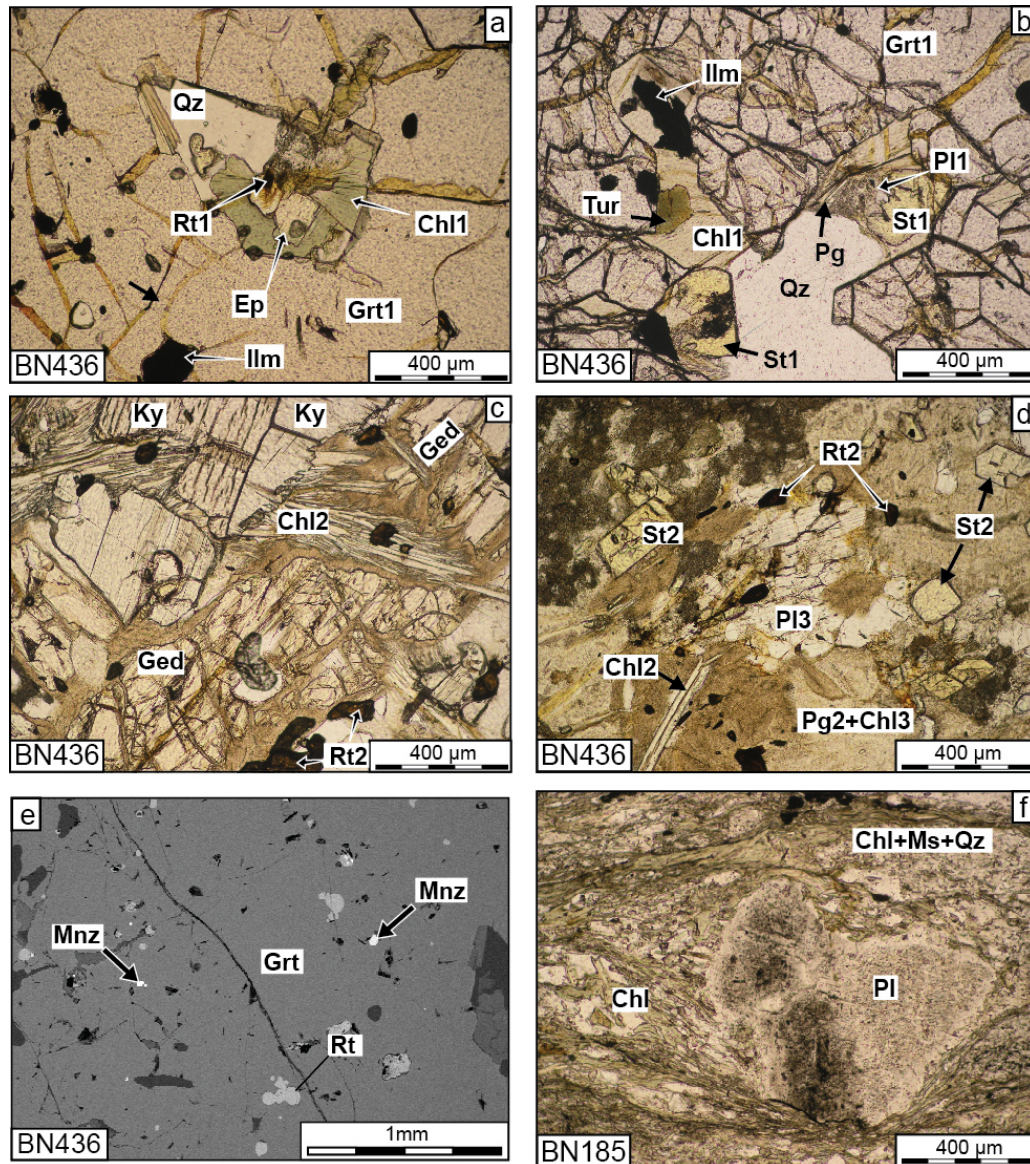 a
Qz
Rt1
Chl1
Ep
Grt1
Ilm
BN436
400 µm
b
Grt1
Ilm
Pl1
Tur
St1
Chl1
Pg
Qz
St1
BN436
400 µm
c
Ky
Ky
Ged
Chl2
Ged
Rt2
BN436
400 µm
d
Rt2
St2
St2
Pl3
Chl2
Pg2+Chl3
BN436
400 µm
e
Mnz
Mnz
Grt
Rt
BN436
1mm
f
Chl+Ms+Qz
Chl
Pl
BN185
400 µm